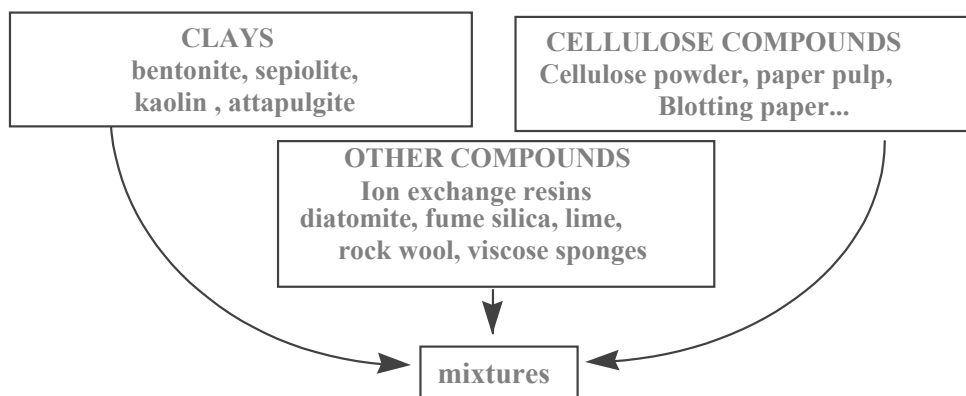 CLAYS
bentonite, sepiolite,
kaolin , attapulgite
CELLULOSE COMPOUNDS
Cellulose powder, paper pulp,
Blotting paper...
OTHER COMPOUNDS
Ion exchange resins
diatomite, fume silica, lime,
rock wool, viscose sponges
mixtures